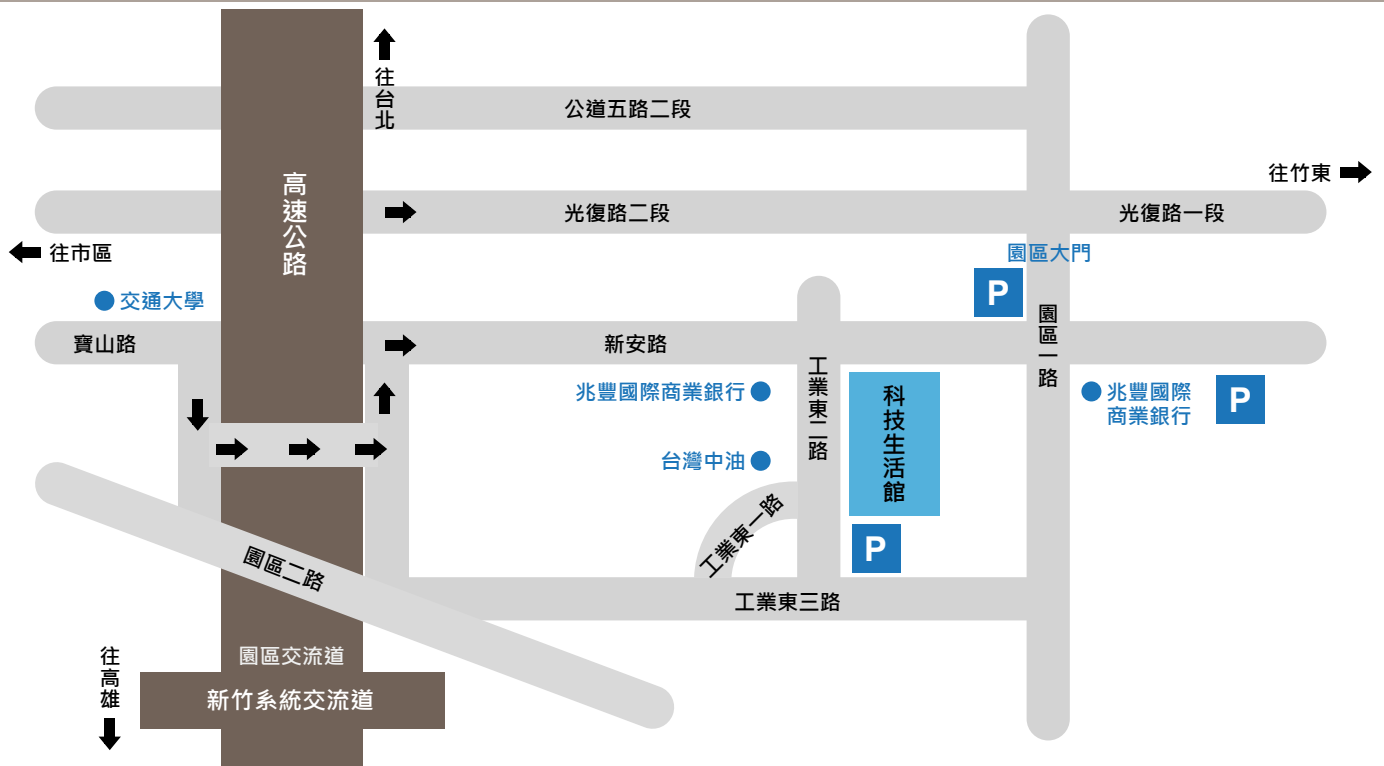 往台北
公道五路二段
高速公路
往竹東
光復路二段
光復路一段
往市區
園區大門
交通大學
P
園區一路
寶山路
新安路
工業東二路
兆豐國際商業銀行
科技生活館
兆豐國際
商業銀行
P
台灣中油
工業東一路
P
園區二路
工業東三路
往高雄
園區交流道
新竹系統交流道